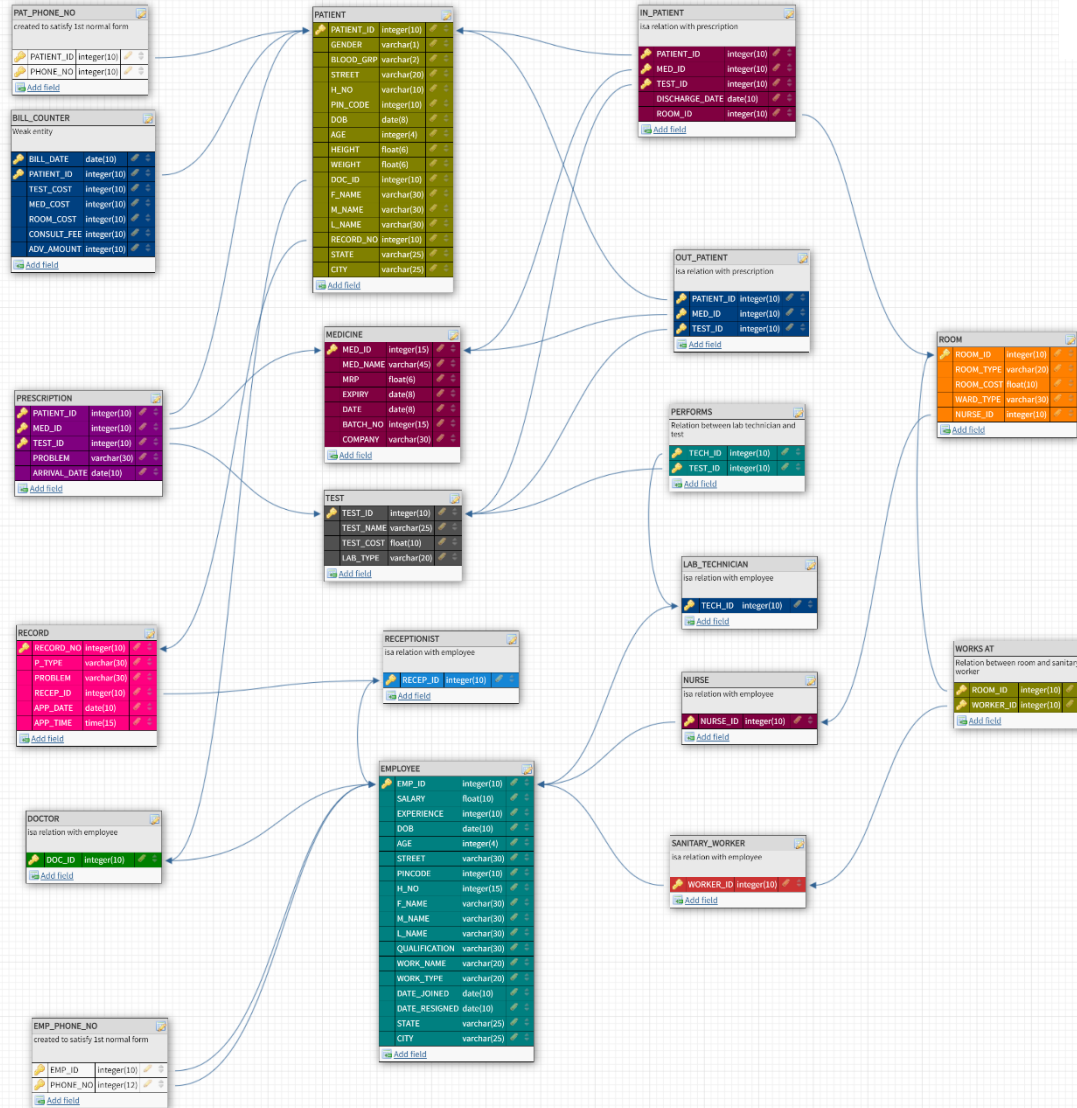 PAT_PHONE_NO
created to satisfy 1st normal form
PATIENT_ID integer(10)
PHONE_NO integer(10)
Add field
BILL_COUNTER
Weak entity
BILL_DATE date(10)
PATIENT_ID integer(10)
TEST_COST integer(10)
MED_COST integer(10)
ROOM_COST integer(10)
CONSULT_FEE integer(10)
ADV_AMOUNT integer(10)
Add field
PATIENT
PATIENT_ID integer(10)
GENDER varchar(1)
BLOOD_GRP varchar(2)
STREET varchar(20)
H_NO varchar(10)
PIN_CODE integer(10)
DOB date(8)
AGE integer(4)
HEIGHT float(6)
WEIGHT float(6)
DOC_ID integer(10)
F_NAME varchar(30)
M_NAME varchar(30)
L_NAME varchar(30)
RECORD_NO integer(10)
STATE varchar(25)
CITY varchar(25)
Add field
IN_PATIENT
isa relation with prescription
PATIENT_ID integer(10)
MED_ID integer(10)
TEST_ID integer(10)
DISCHARGE_DATE date(10)
ROOM_ID integer(10)
Add field
OUT_PATIENT
isa relation with prescription
PATIENT_ID integer(10)
MED_ID integer(10)
TEST_ID integer(10)
Add field
MEDICINE
MED_ID integer(15)
MED_NAME varchar(45)
MRP float(6)
EXPIRY date(8)
DATE date(8)
BATCH_NO integer(15)
COMPANY varchar(30)
Add field
ROOM
ROOM_ID integer(10)
ROOM_TYPE varchar(20)
ROOM_COST float(10)
WARD_TYPE varchar(30)
NURSE_ID integer(10)
Add field
PRESCRIPTION
PATIENT_ID integer(10)
MED_ID integer(10)
TEST_ID integer(10)
PROBLEM varchar(30)
ARRIVAL_DATE date(10)
Add field
PERFORMS
Relation between lab technician and
test
TECH_ID integer(10)
TEST_ID integer(10)
Add field
TEST
TEST_ID integer(10)
TEST_NAME varchar(25)
TEST_COST float(10)
LAB_TYPE varchar(20)
Add field
LAB_TECHNICIAN
isa relation with employee
TECH_ID integer(10)
Add field
RECORD
RECORD_NO integer(10)
P_TYPE varchar(30)
PROBLEM varchar(30)
RECEP_ID integer(10)
APP_DATE date(10)
APP_TIME time(15)
Add field
RECEPTIONIST
isa relation with employee
RECEP_ID integer(10)
Add field
NURSE
isa relation with employee
NURSE_ID integer(10)
Add field
WORKS AT
Relation between room and sanitary
worker
ROOM_ID integer(10)
WORKER_ID integer(10)
Add field
EMPLOYEE
EMP_ID integer(10)
SALARY float(10)
EXPERIENCE integer(10)
DOB date(10)
AGE integer(4)
STREET varchar(30)
PINCODE integer(10)
H_NO integer(15)
F_NAME varchar(30)
M_NAME varchar(30)
L_NAME varchar(30)
QUALIFICATION varchar(30)
WORK_NAME varchar(20)
WORK_TYPE varchar(20)
DATE_JOINED date(10)
DATE_RESIGNED date(10)
STATE varchar(25)
CITY varchar(25)
Add field
DOCTOR
isa relation with employee
DOC_ID integer(10)
Add field
SANITARY_WORKER
isa relation with employee
WORKER_ID integer(10)
Add field
EMP_PHONE_NO
created to satisfy 1st normal form
EMP_ID integer(10)
PHONE_NO integer(12)
Add field